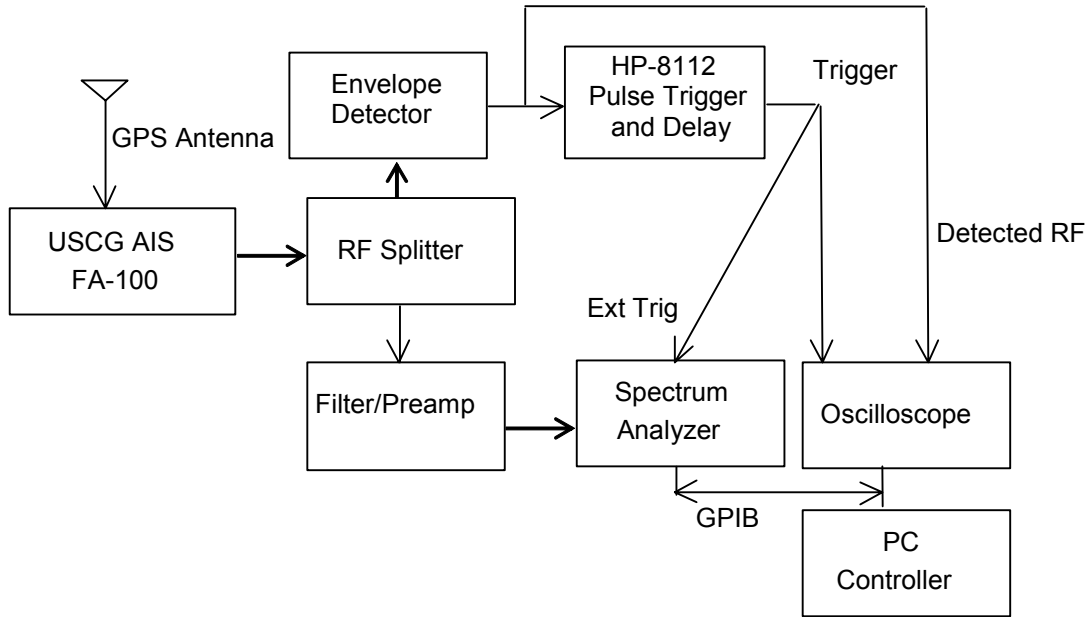 GPS Antenna
USCG AIS
FA-100
Envelope
Detector
RF Splitter
Filter/Preamp
HP-8112
Pulse Trigger
and Delay
Trigger
Detected RF
Ext Trig
Spectrum
Analyzer
Oscilloscope
GPIB
PC
Controller